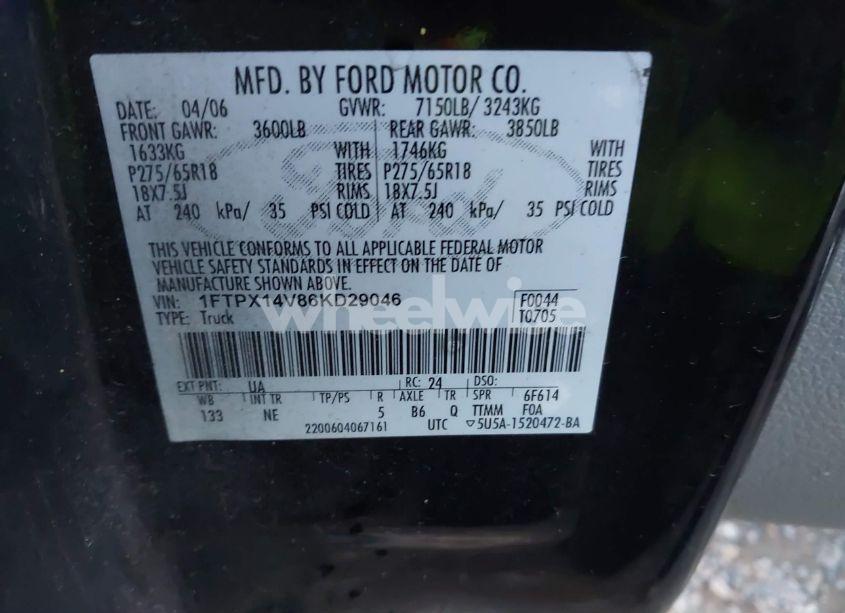 MFD. BY FORD MOTOR CO.
DATE: 04/06 GVWR: 7150LB/ 3243KG
FRONT GAWR: 3600LB REAR GAWR: 3850LB
1633KG WITH 1746KG WITH
P275/65R18 TIRES P275/65R18 TIRES
18X7.5J RIMS 18X7.5J RIMS
AT 240 kPa/ 35 PSI COLD AT 240 kPa/ 35 PSI COLD
Ford
THIS VEHICLE CONFORMS TO ALL APPLICABLE FEDERAL MOTOR
VEHICLE SAFETY STANDARDS IN EFFECT ON THE DATE OF
MANUFACTURE SHOWN ABOVE.
VIN: 1FTPX14V86KD29046 F0044
TYPE: Truck T0705
wheelwise
EXT PNT: UA RC: 24 DSO:
WB INT TR TP/PS R AXLE TR SPR 6F614
133 NE 5 B6 Q TTMM F0A
2200604067161 UTC ▽5U5A-1520472-BA